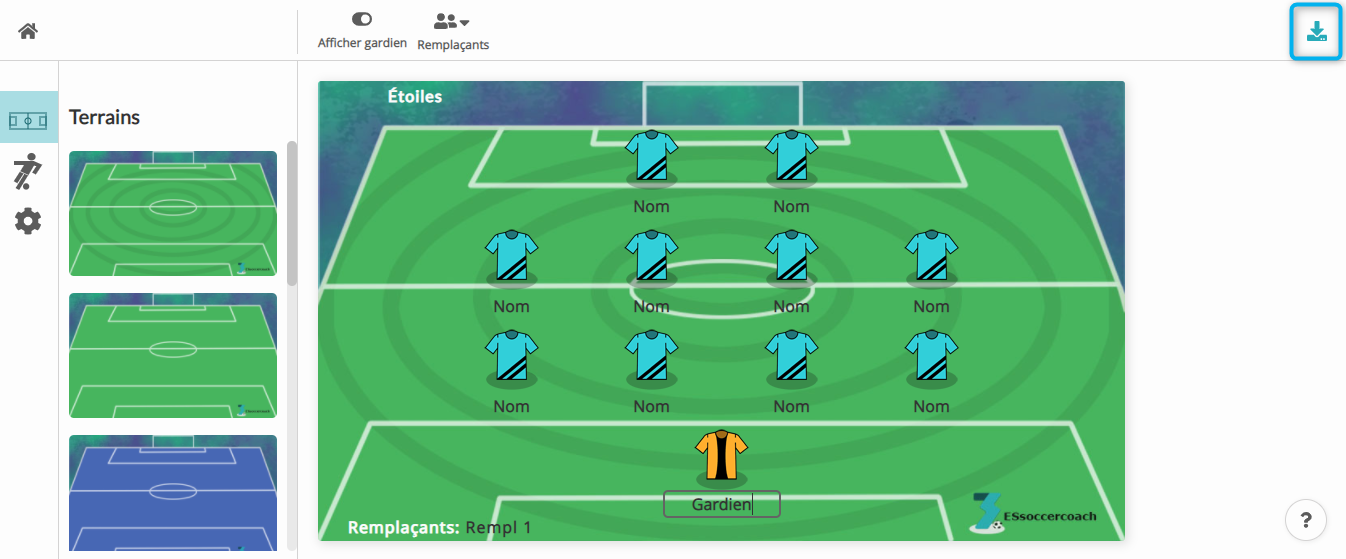 Afficher gardien
Remplaçants
Terrains
Étoiles
Nom Nom
Nom Nom Nom Nom
Nom Nom Nom Nom
Gardien
Remplaçants: Rempl 1
ESsoccercoach
?